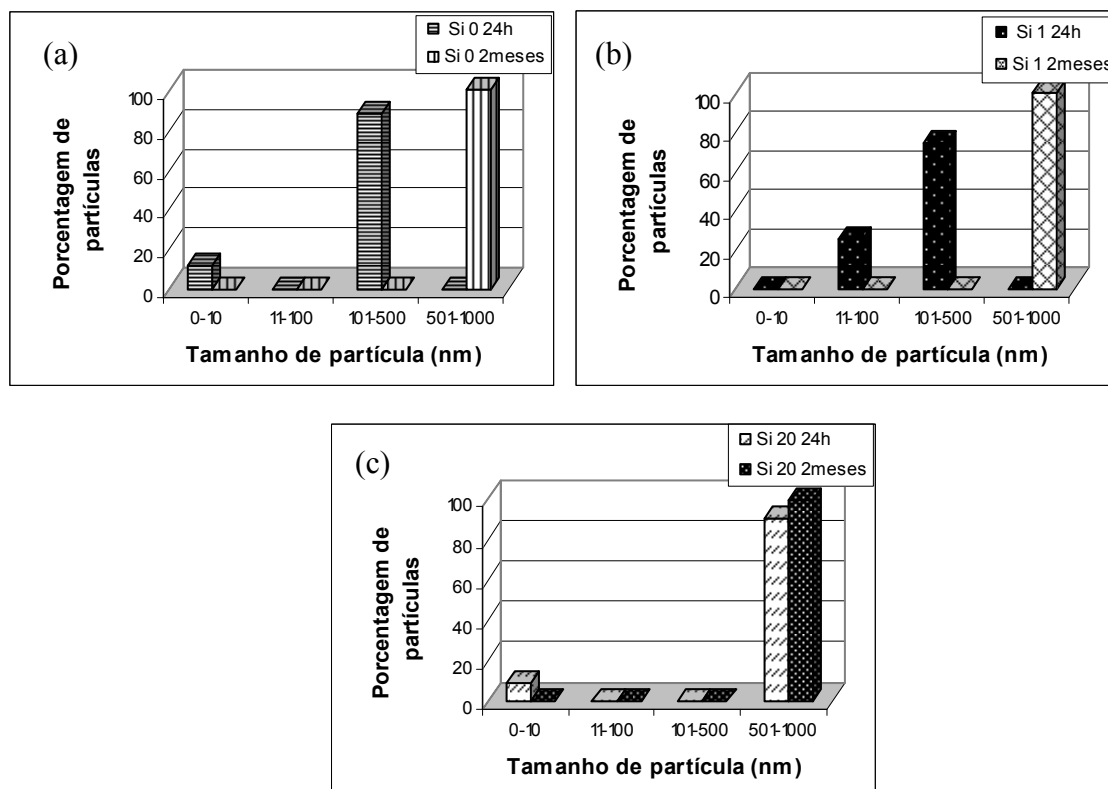 (a)
Si 0 24h
Si 0 2meses
100
80
60
40
20
0
Porcentagem de
partículas
0-10 11-100 101-500 501-1000
Tamanho de partícula (nm)
(b)
Si 1 24h
Si 1 2meses
100
80
60
40
20
0
Porcentagem de
partículas
0-10 11-100 101-500 501-1000
Tamanho de partícula (nm)
(c)
Si 20 24h
Si 20 2meses
100
80
60
40
20
0
Porcentagem de
partículas
0-10 11-100 101-500 501-1000
Tamanho de partícula (nm)